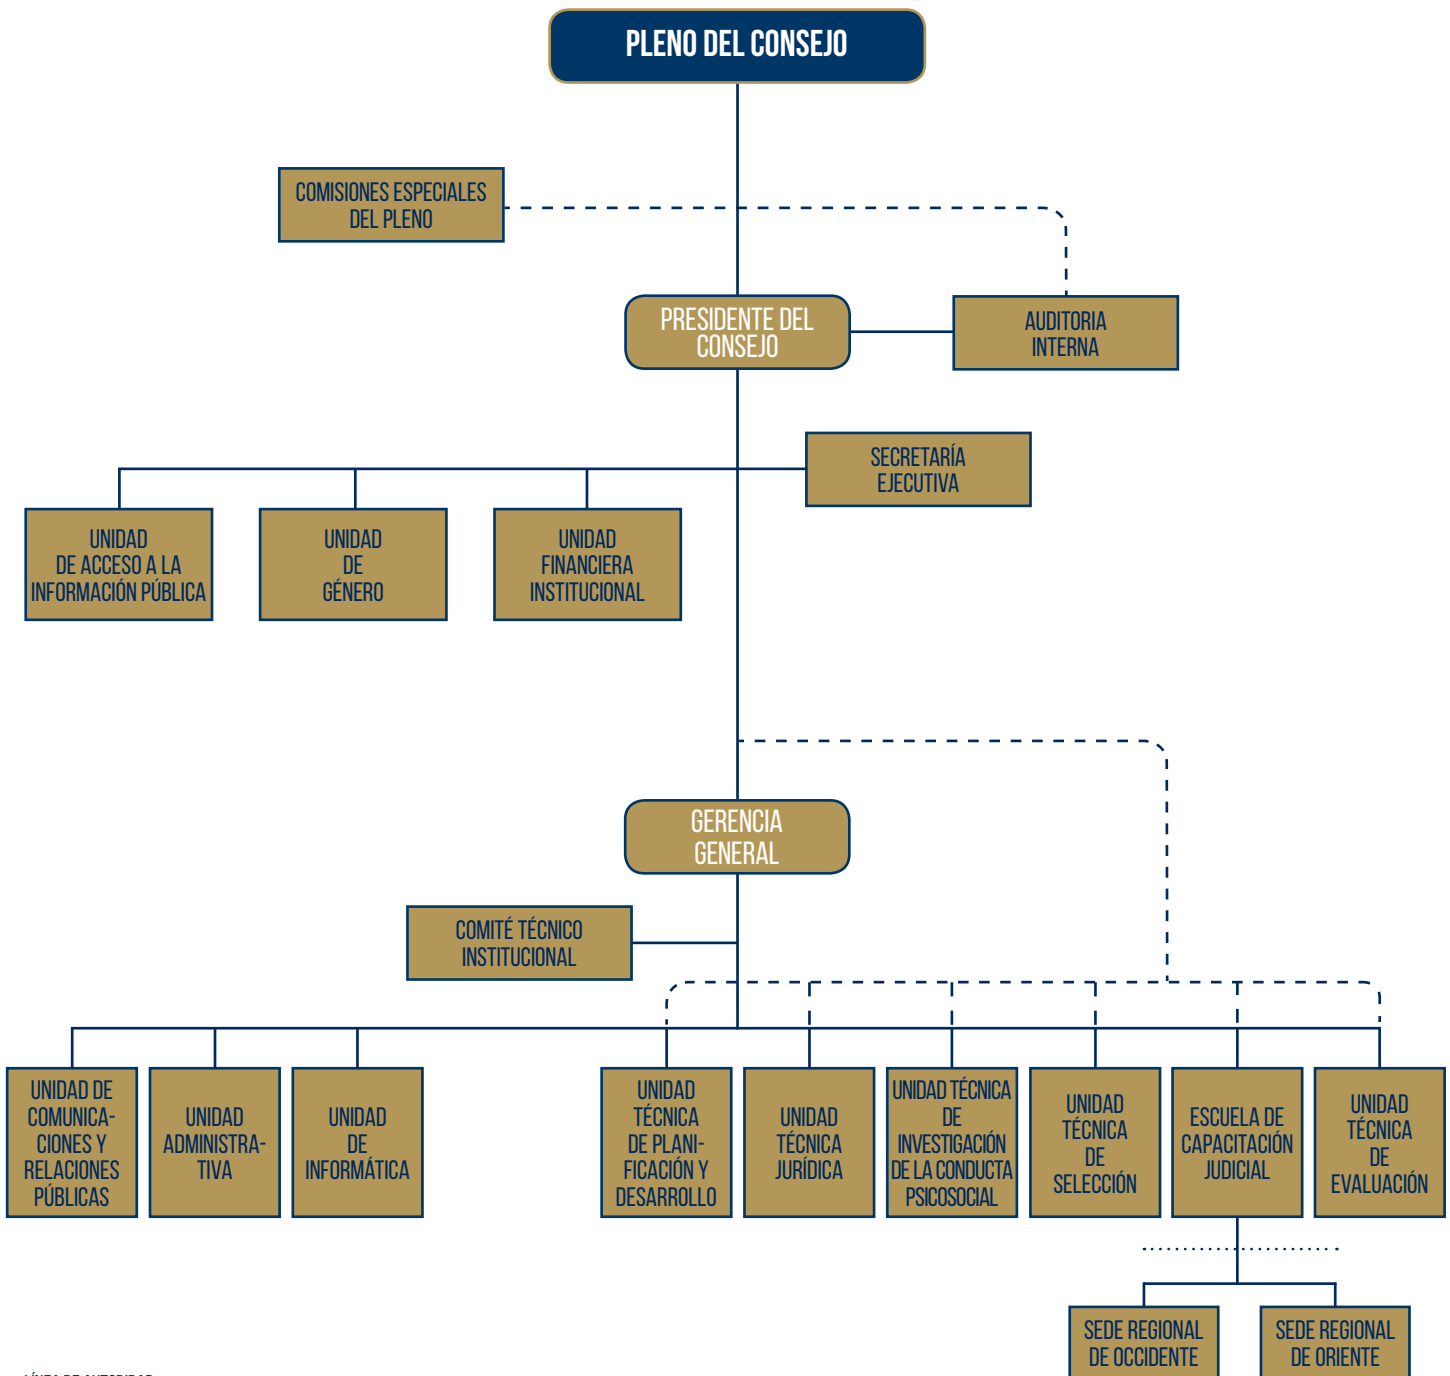 PLENO DEL CONSEJO
COMISIONES ESPECIALES
DEL PLENO
PRESIDENTE DEL
CONSEJO
AUDITORIA
INTERNA
SECRETARÍA
EJECUTIVA
UNIDAD
DE ACCESO A LA
INFORMACIÓN PÚBLICA
UNIDAD
DE
GÉNERO
UNIDAD
FINANCIERA
INSTITUCIONAL
GERENCIA
GENERAL
COMITÉ TÉCNICO
INSTITUCIONAL
UNIDAD DE
COMUNICA-
CIONES Y
RELACIONES
PÚBLICAS
UNIDAD
ADMINISTRA-
TIVA
UNIDAD
DE
INFORMÁTICA
UNIDAD
TÉCNICA
DE PLANI-
FICACIÓN Y
DESARROLLO
UNIDAD
TÉCNICA
JURÍDICA
UNIDAD TÉCNICA
DE
INVESTIGACIÓN
DE LA CONDUCTA
PSICOSOCIAL
UNIDAD
TÉCNICA
DE
SELECCIÓN
ESCUELA DE
CAPACITACIÓN
JUDICIAL
UNIDAD
TÉCNICA
DE
EVALUACIÓN
SEDE REGIONAL
DE OCCIDENTE
SEDE REGIONAL
DE ORIENTE